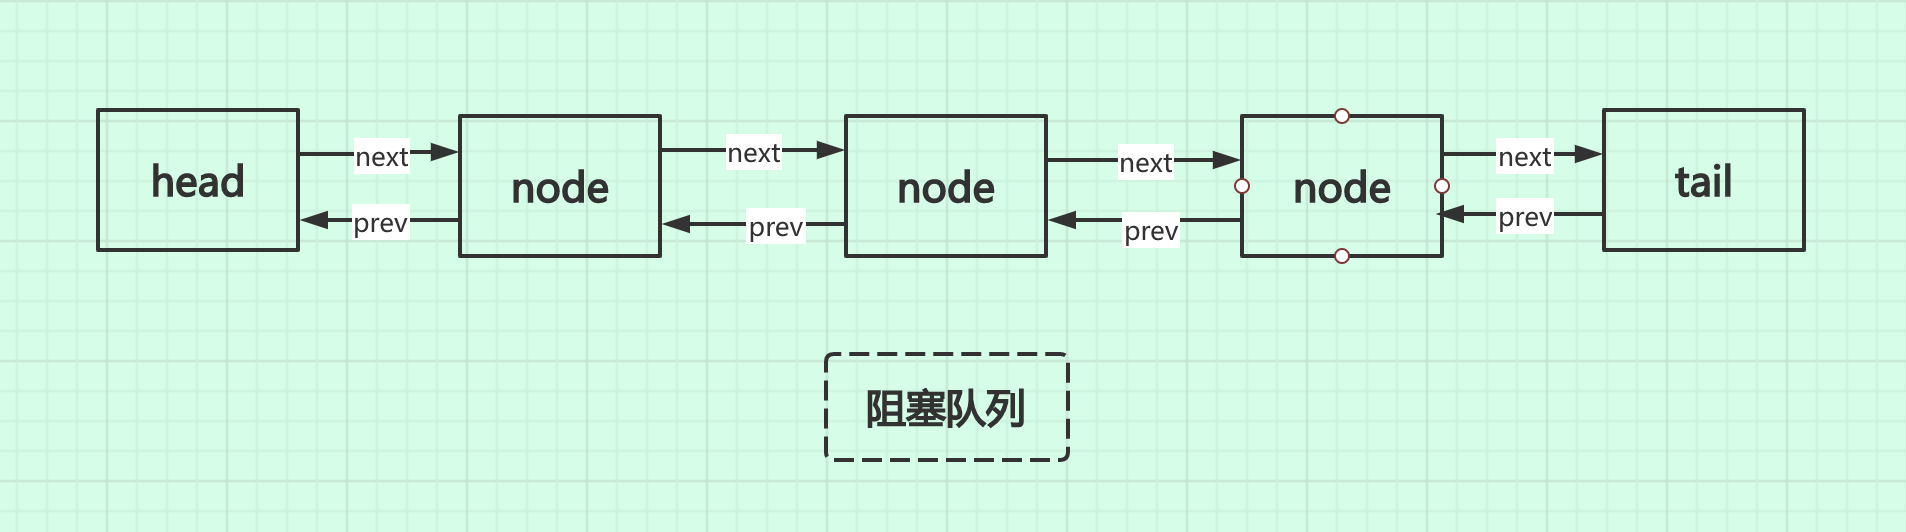 head
next
prev
node
next
prev
node
next
prev
node
next
prev
tail
阻塞队列